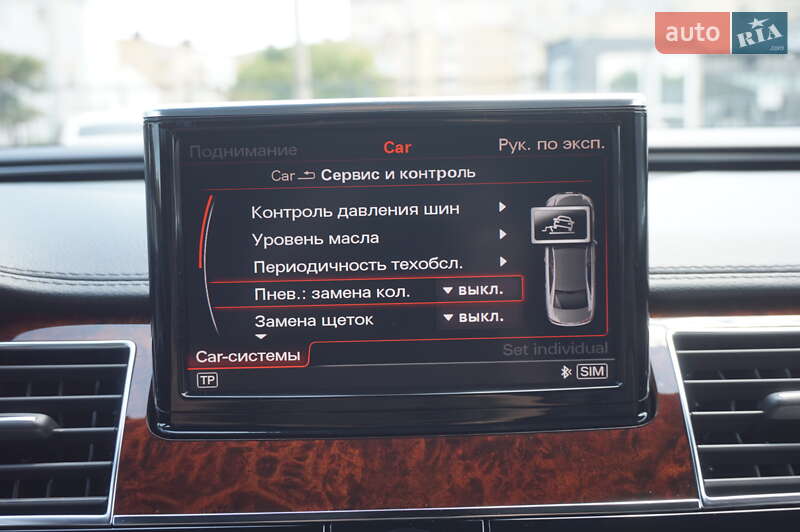 auto RIA .com
Поднимание Car Рук. по эксп.
Car Сервис и контроль
Контроль давления шин
Уровень масла
Периодичность техобсл.
Пнев.: замена кол. выкл.
Замена щеток выкл.
Car-системы Set individual
TP SIM